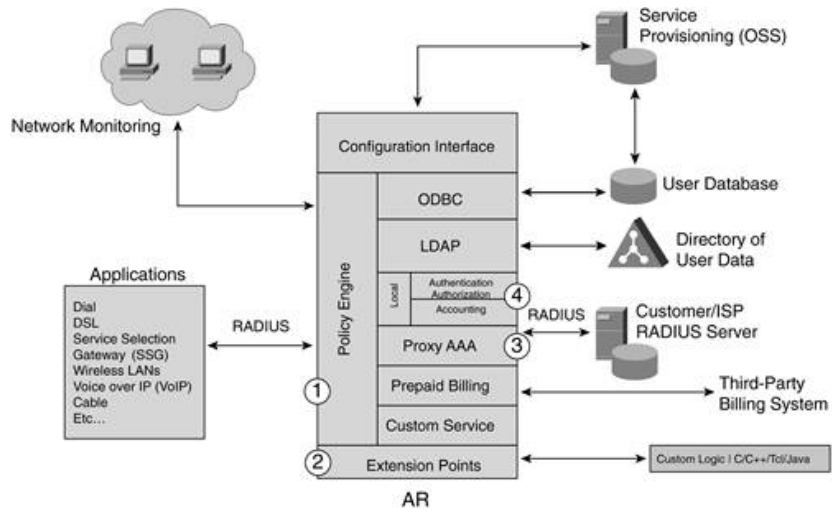 Service
Provisioning (OSS)
Network Monitoring
Configuration Interface
ODBC
User Database
LDAP
Directory of
User Data
Policy Engine
Local
Authentication
Authorization
Accounting
4
Applications
Dial
DSL
Service Selection
Gateway (SSG)
Wireless LANs
Voice over IP (VoIP)
Cable
Etc...
RADIUS
RADIUS
Customer/ISP
RADIUS Server
Proxy AAA
3
1
Prepaid Billing
Third-Party
Billing System
Custom Service
2
Extension Points
Custom Logic | C/C++/Tcl/Java
AR